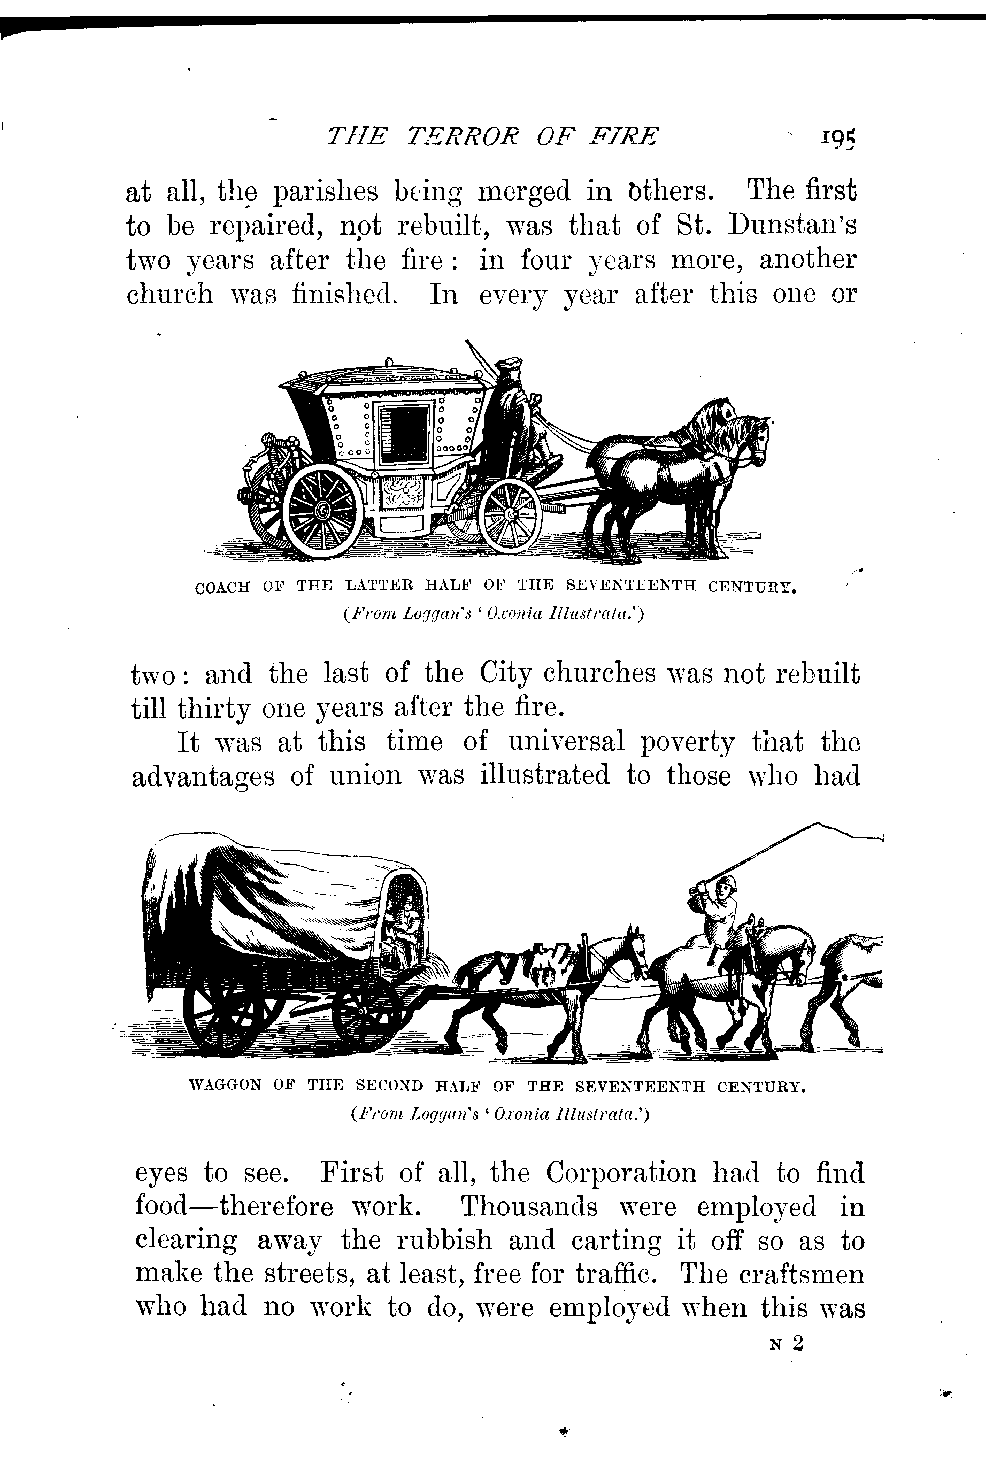 THE TERROR OF FIRE 195
at all, the parishes being merged in others. The first
to be repaired, not rebuilt, was that of St. Dunstan's
two years after the fire: in four years more, another
church was finished. In every year after this one or
COACH OF THE LATTER HALF OF THE SEVENTEENTH CENTURY.
(From Loggan's 'Oxonia Illustrata.')
two: and the last of the City churches was not rebuilt
till thirty one years after the fire.
It was at this time of universal poverty that the
advantages of union was illustrated to those who had
WAGGON OF THE SECOND HALF OF THE SEVENTEENTH CENTURY.
(From Loggan's 'Oxonia Illustrata.')
eyes to see. First of all, the Corporation had to find
food—therefore work. Thousands were employed in
clearing away the rubbish and carting it off so as to
make the streets, at least, free for traffic. The craftsmen
who had no work to do, were employed when this was
N 2